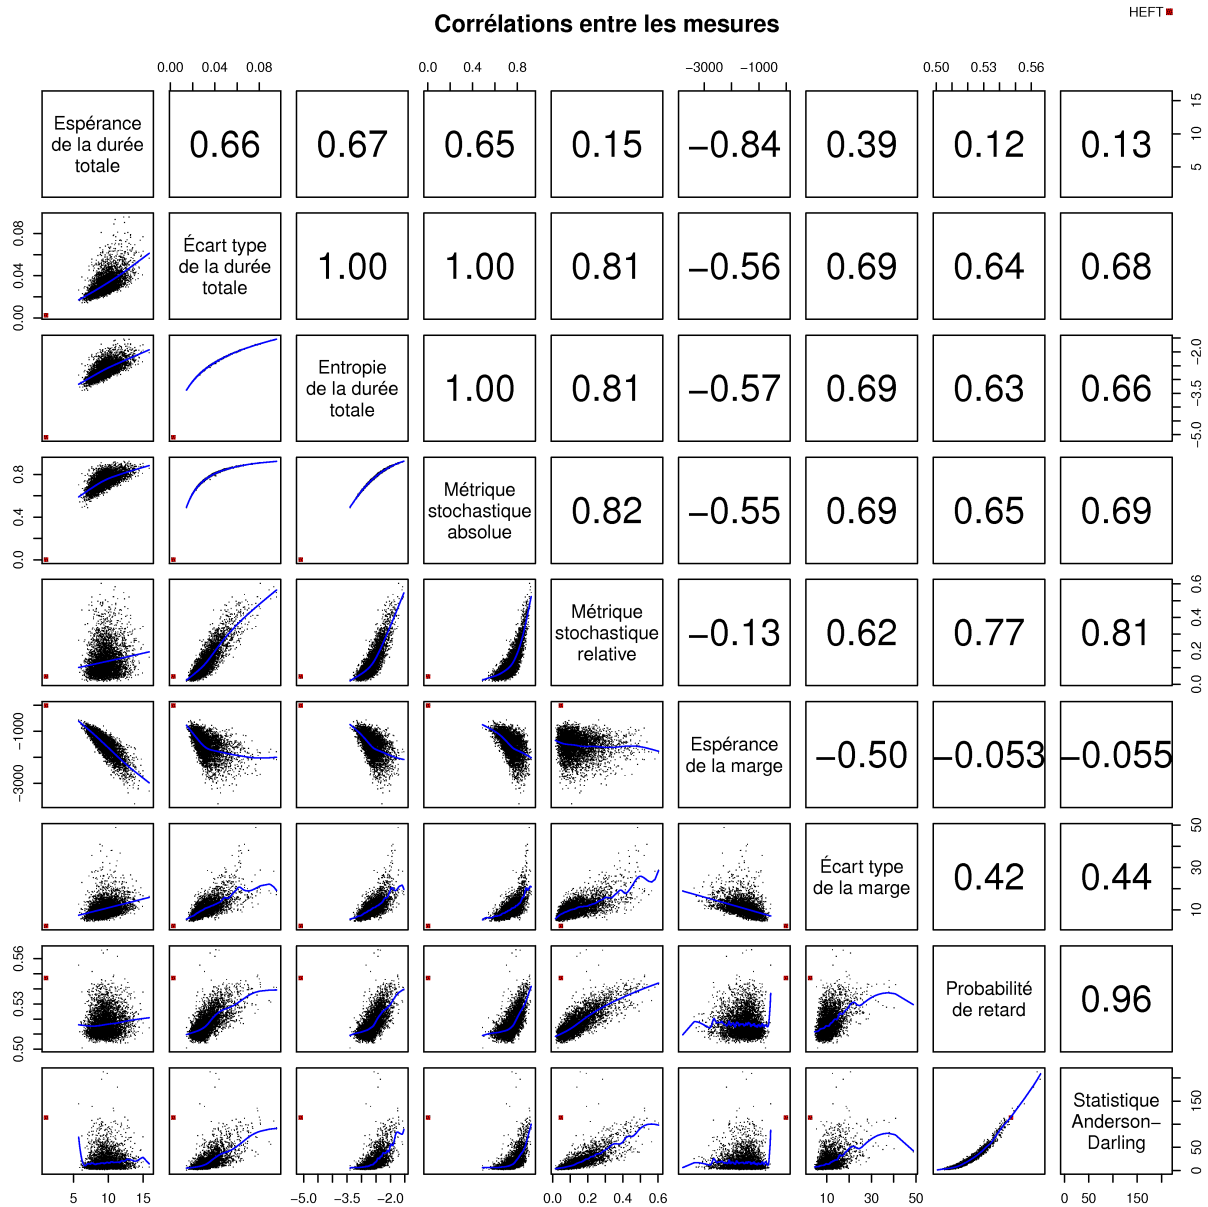 HEFT
Corrélations entre les mesures
0.00 0.04 0.08
0.0 0.4 0.8
−3000 −1000
0.50 0.53 0.56
Espérance
de la durée
totale
0.66
0.67
0.65
0.15
−0.84
0.39
0.12
0.13
5 10 15
0.00 0.04 0.08
Écart type
de la durée
totale
1.00
1.00
0.81
−0.56
0.69
0.64
0.68
Entropie
de la durée
totale
1.00
0.81
−0.57
0.69
0.63
0.66
−5.0 −3.5 −2.0
0.0 0.4 0.8
Métrique
stochastique
absolue
0.82
−0.55
0.69
0.65
0.69
Métrique
stochastique
relative
−0.13
0.62
0.77
0.81
0.0 0.2 0.4 0.6
−3000 −1000
Espérance
de la marge
−0.50
−0.053
−0.055
Écart type
de la marge
0.42
0.44
10 30 50
0.50 0.53 0.56
Probabilité
de retard
0.96
Statistique
Anderson−
Darling
0 50 150
5 10 15
−5.0 −3.5 −2.0
0.0 0.2 0.4 0.6
10 30 50
0 50 150